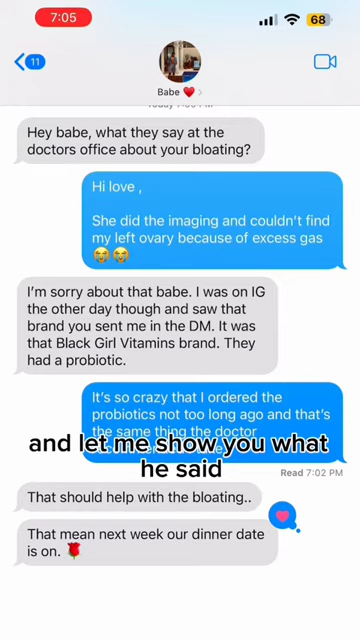 7:05
68
11
Babe ❤️ >
Today 7:00 PM
Hey babe, what they say at the
doctors office about your bloating?
Hi love ,
She did the imaging and couldn't find
my left ovary because of excess gas
😭😭
I'm sorry about that babe. I was on IG
the other day though and saw that
brand you sent me in the DM. It was
that Black Girl Vitamins brand. They
had a probiotic.
It's so crazy that I ordered the
probiotics not too long ago and that's
the same thing the doctor
and let me show you what
he said
Read 7:02 PM
That should help with the bloating..
That mean next week our dinner date
is on. 🌹